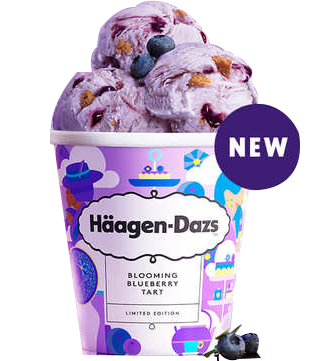 NEW
Häagen-Dazs
BLOOMING
BLUEBERRY
TART
LIMITED EDITION